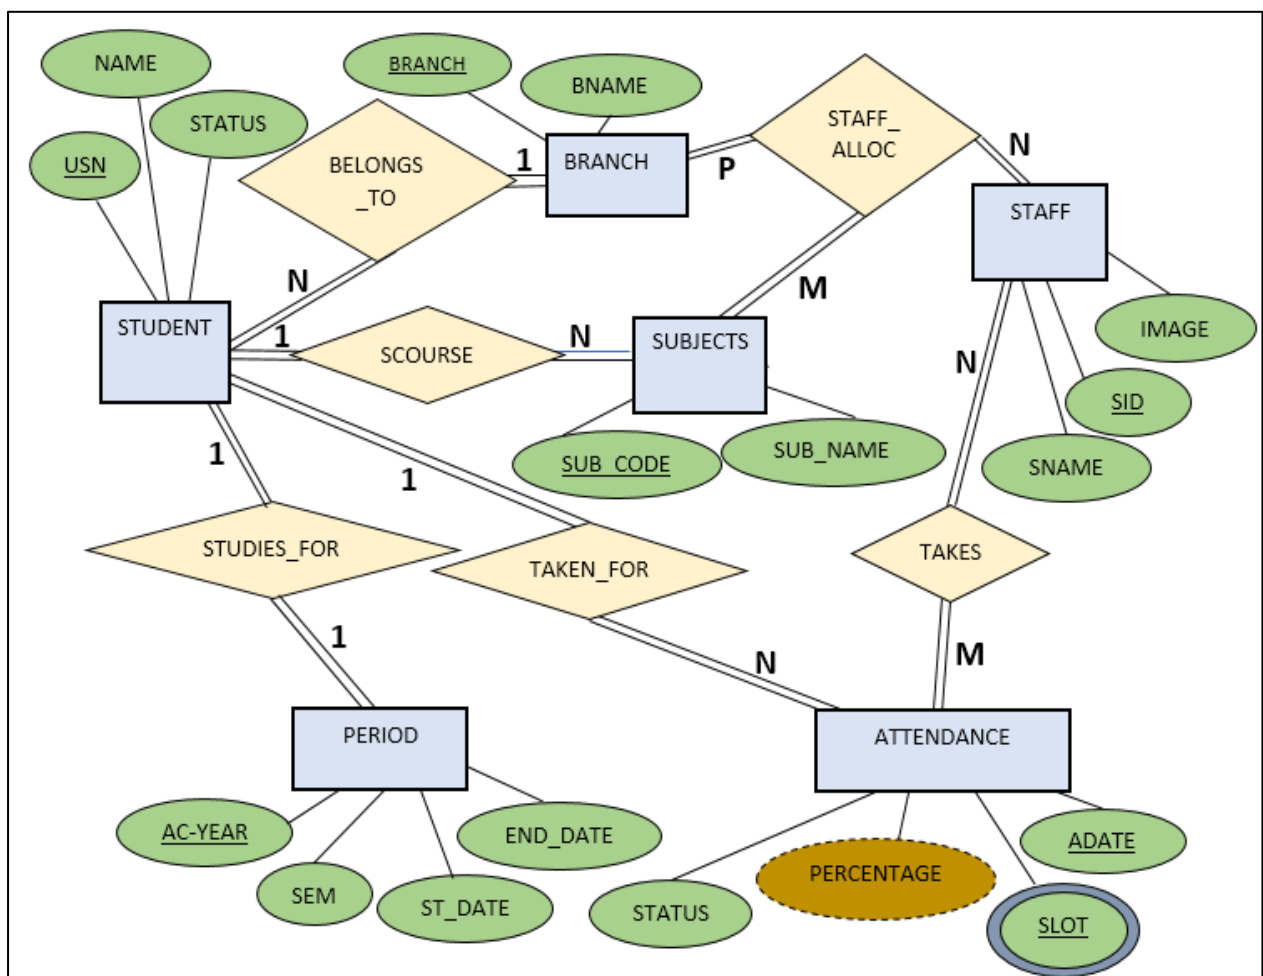 NAME
BRANCH
BNAME
STATUS
USN
STAFF_
ALLOC
BELONGS
_TO
1
BRANCH
P
N
STAFF
N
M
STUDENT
1
SCOURSE
N
SUBJECTS
IMAGE
N
SID
SUB_CODE
SUB_NAME
SNAME
1
1
STUDIES_FOR
TAKEN_FOR
TAKES
1
N
M
PERIOD
ATTENDANCE
AC-YEAR
END_DATE
ADATE
SEM
ST_DATE
STATUS
PERCENTAGE
SLOT